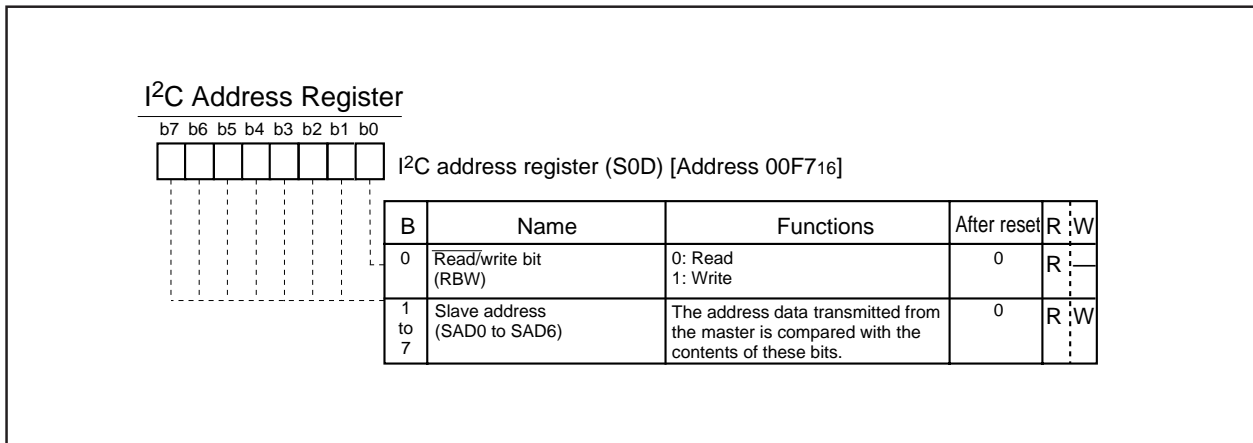 I²C Address Register
b7 b6 b5 b4 b3 b2 b1 b0
I²C address register (S0D) [Address 00F7₁₆]
B Name Functions After reset R W
0 Read/write bit 0: Read 0 R —
(RBW) 1: Write
1 Slave address The address data transmitted from 0 R W
to (SAD0 to SAD6) the master is compared with the
7 contents of these bits.